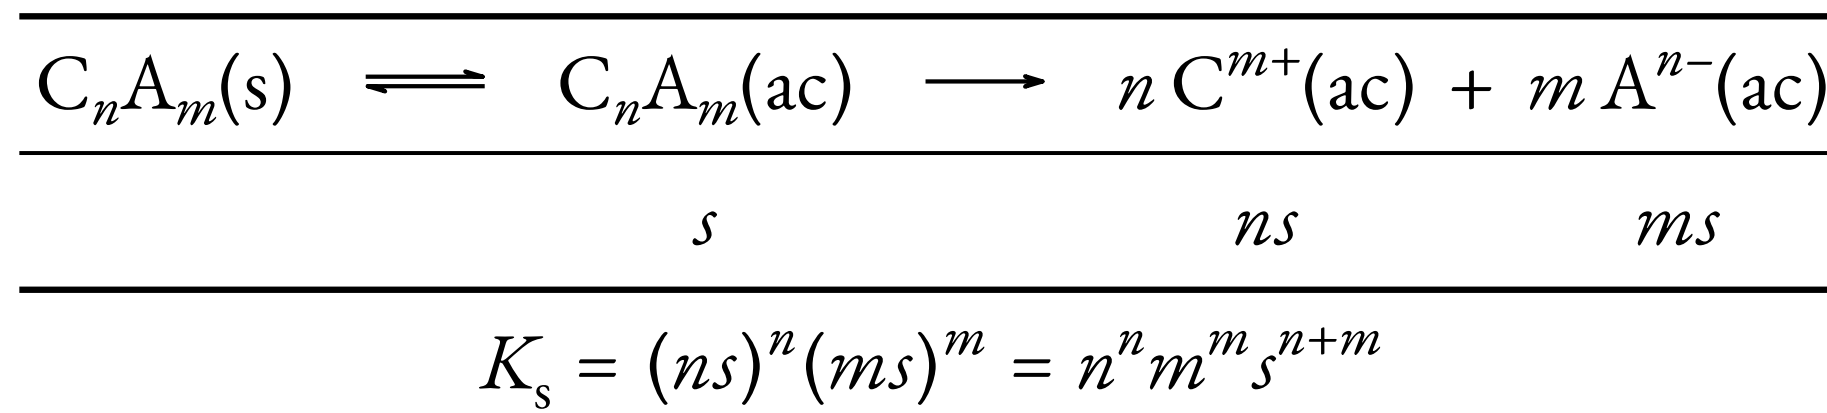 CₙAₘ(s) ⇌ CₙAₘ(ac) ⟶ n Cᵐ⁺(ac) + m Aⁿ⁻(ac)
s ns ms
Kₛ = (ns)ⁿ(ms)ᵐ = nⁿmᵐsⁿ⁺ᵐ